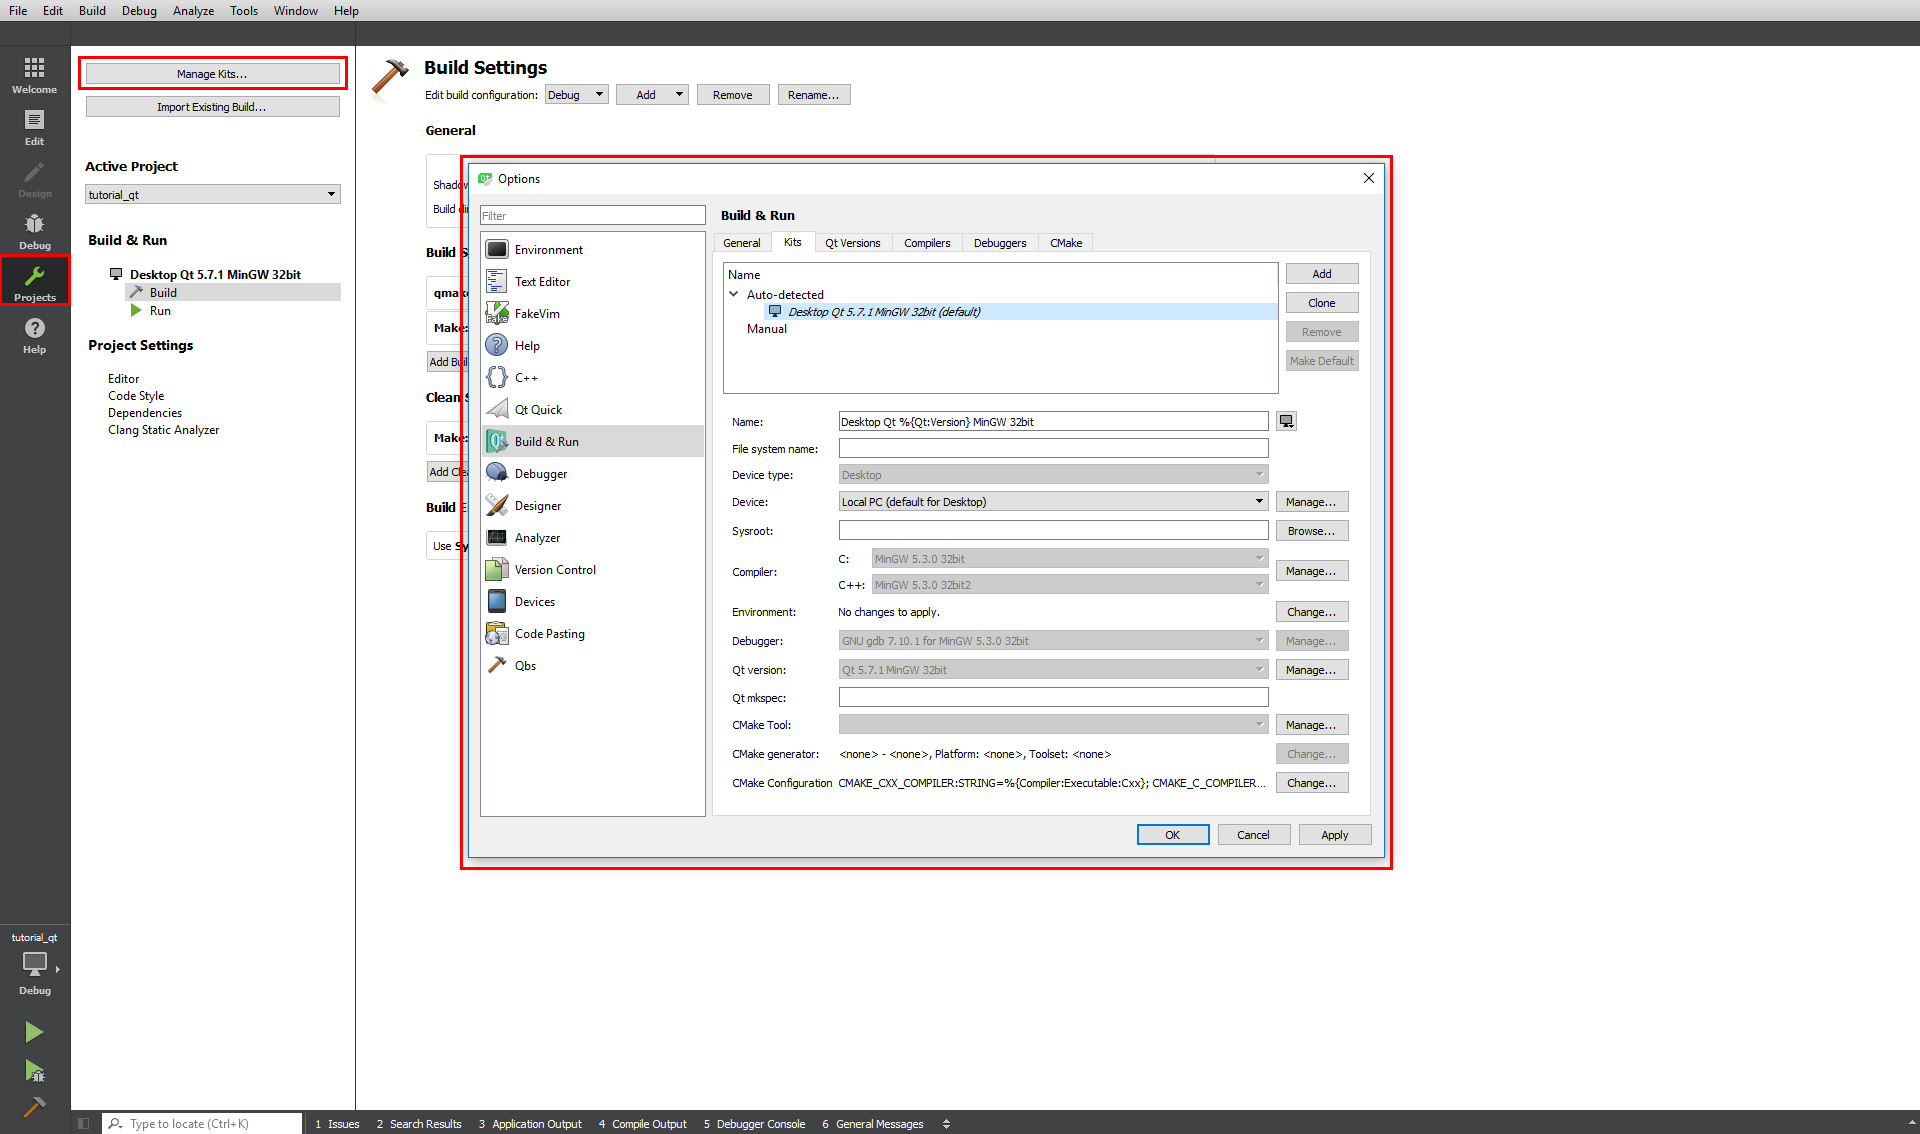 File Edit Build Debug Analyze Tools Window Help
Welcome
Edit
Design
Debug
Projects
Help
Manage Kits...
Import Existing Build...
Active Project
tutorial_qt
Build & Run
Desktop Qt 5.7.1 MinGW 32bit
Build
Run
Project Settings
Editor
Code Style
Dependencies
Clang Static Analyzer
Build Settings
Edit build configuration: Debug Add Remove Rename...
General
Build
qmake
Make:
Add
Clean
Make:
Add
Build
Use
Options
Filter
Environment
Text Editor
FakeVim
Help
C++
Qt Quick
Build & Run
Debugger
Designer
Analyzer
Version Control
Devices
Code Pasting
Qbs
Build & Run
General Kits Qt Versions Compilers Debuggers CMake
Name
Auto-detected
Desktop Qt 5.7.1 MinGW 32bit (default)
Manual
Add
Clone
Remove
Make Default
Name: Desktop Qt %{Qt:Version} MinGW 32bit
File system name:
Device type: Desktop
Device: Local PC (default for Desktop) Manage...
Sysroot: Browse...
Compiler: C: MinGW 5.3.0 32bit Manage...
C++: MinGW 5.3.0 32bit2
Environment: No changes to apply. Change...
Debugger: GNU gdb 7.10.1 for MinGW 5.3.0 32bit Manage...
Qt version: Qt 5.7.1 MinGW 32bit Manage...
Qt mkspec:
CMake Tool: Manage...
CMake generator: <none> - <none>, Platform: <none>, Toolset: <none> Change...
CMake Configuration CMAKE_CXX_COMPILER:STRING=%{Compiler:Executable:Cxx}; CMAKE_C_COMPILER... Change...
OK Cancel Apply
tutorial_qt
Debug
Type to locate (Ctrl+K) 1 Issues 2 Search Results 3 Application Output 4 Compile Output 5 Debugger Console 6 General Messages